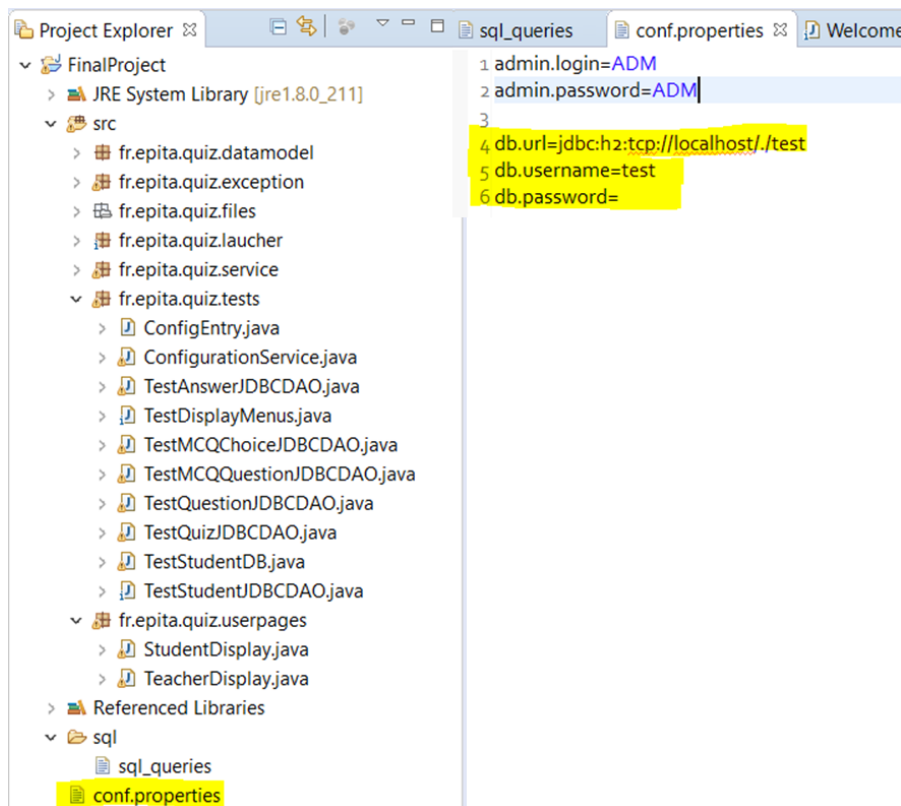 Project Explorer
FinalProject
JRE System Library [jre1.8.0_211]
src
fr.epita.quiz.datamodel
fr.epita.quiz.exception
fr.epita.quiz.files
fr.epita.quiz.laucher
fr.epita.quiz.service
fr.epita.quiz.tests
ConfigEntry.java
ConfigurationService.java
TestAnswerJDBCDAO.java
TestDisplayMenus.java
TestMCQChoiceJDBCDAO.java
TestMCQQuestionJDBCDAO.java
TestQuestionJDBCDAO.java
TestQuizJDBCDAO.java
TestStudentDB.java
TestStudentJDBCDAO.java
fr.epita.quiz.userpages
StudentDisplay.java
TeacherDisplay.java
Referenced Libraries
sql
sql_queries
conf.properties
sql_queries
conf.properties
Welcome
1 admin.login=ADM
2 admin.password=ADM
3
4 db.url=jdbc:h2:tcp://localhost/./test
5 db.username=test
6 db.password=